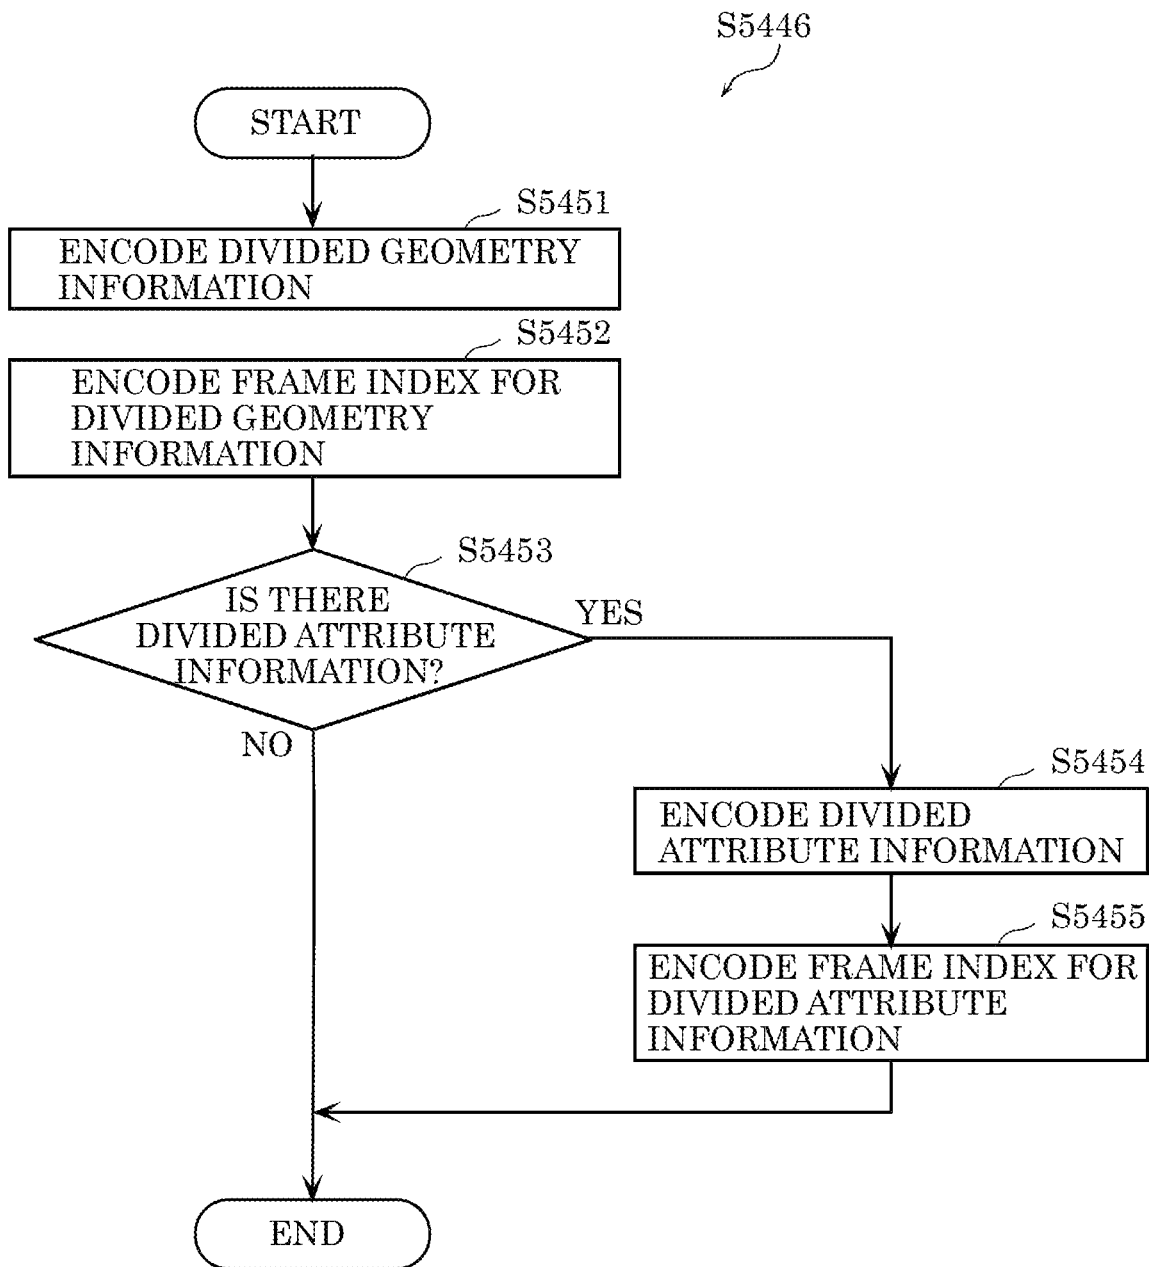 S5446
START
S5451
ENCODE DIVIDED GEOMETRY
INFORMATION
S5452
ENCODE FRAME INDEX FOR
DIVIDED GEOMETRY
INFORMATION
S5453
IS THERE
DIVIDED ATTRIBUTE
INFORMATION?
YES
NO
S5454
ENCODE DIVIDED
ATTRIBUTE INFORMATION
S5455
ENCODE FRAME INDEX FOR
DIVIDED ATTRIBUTE
INFORMATION
END